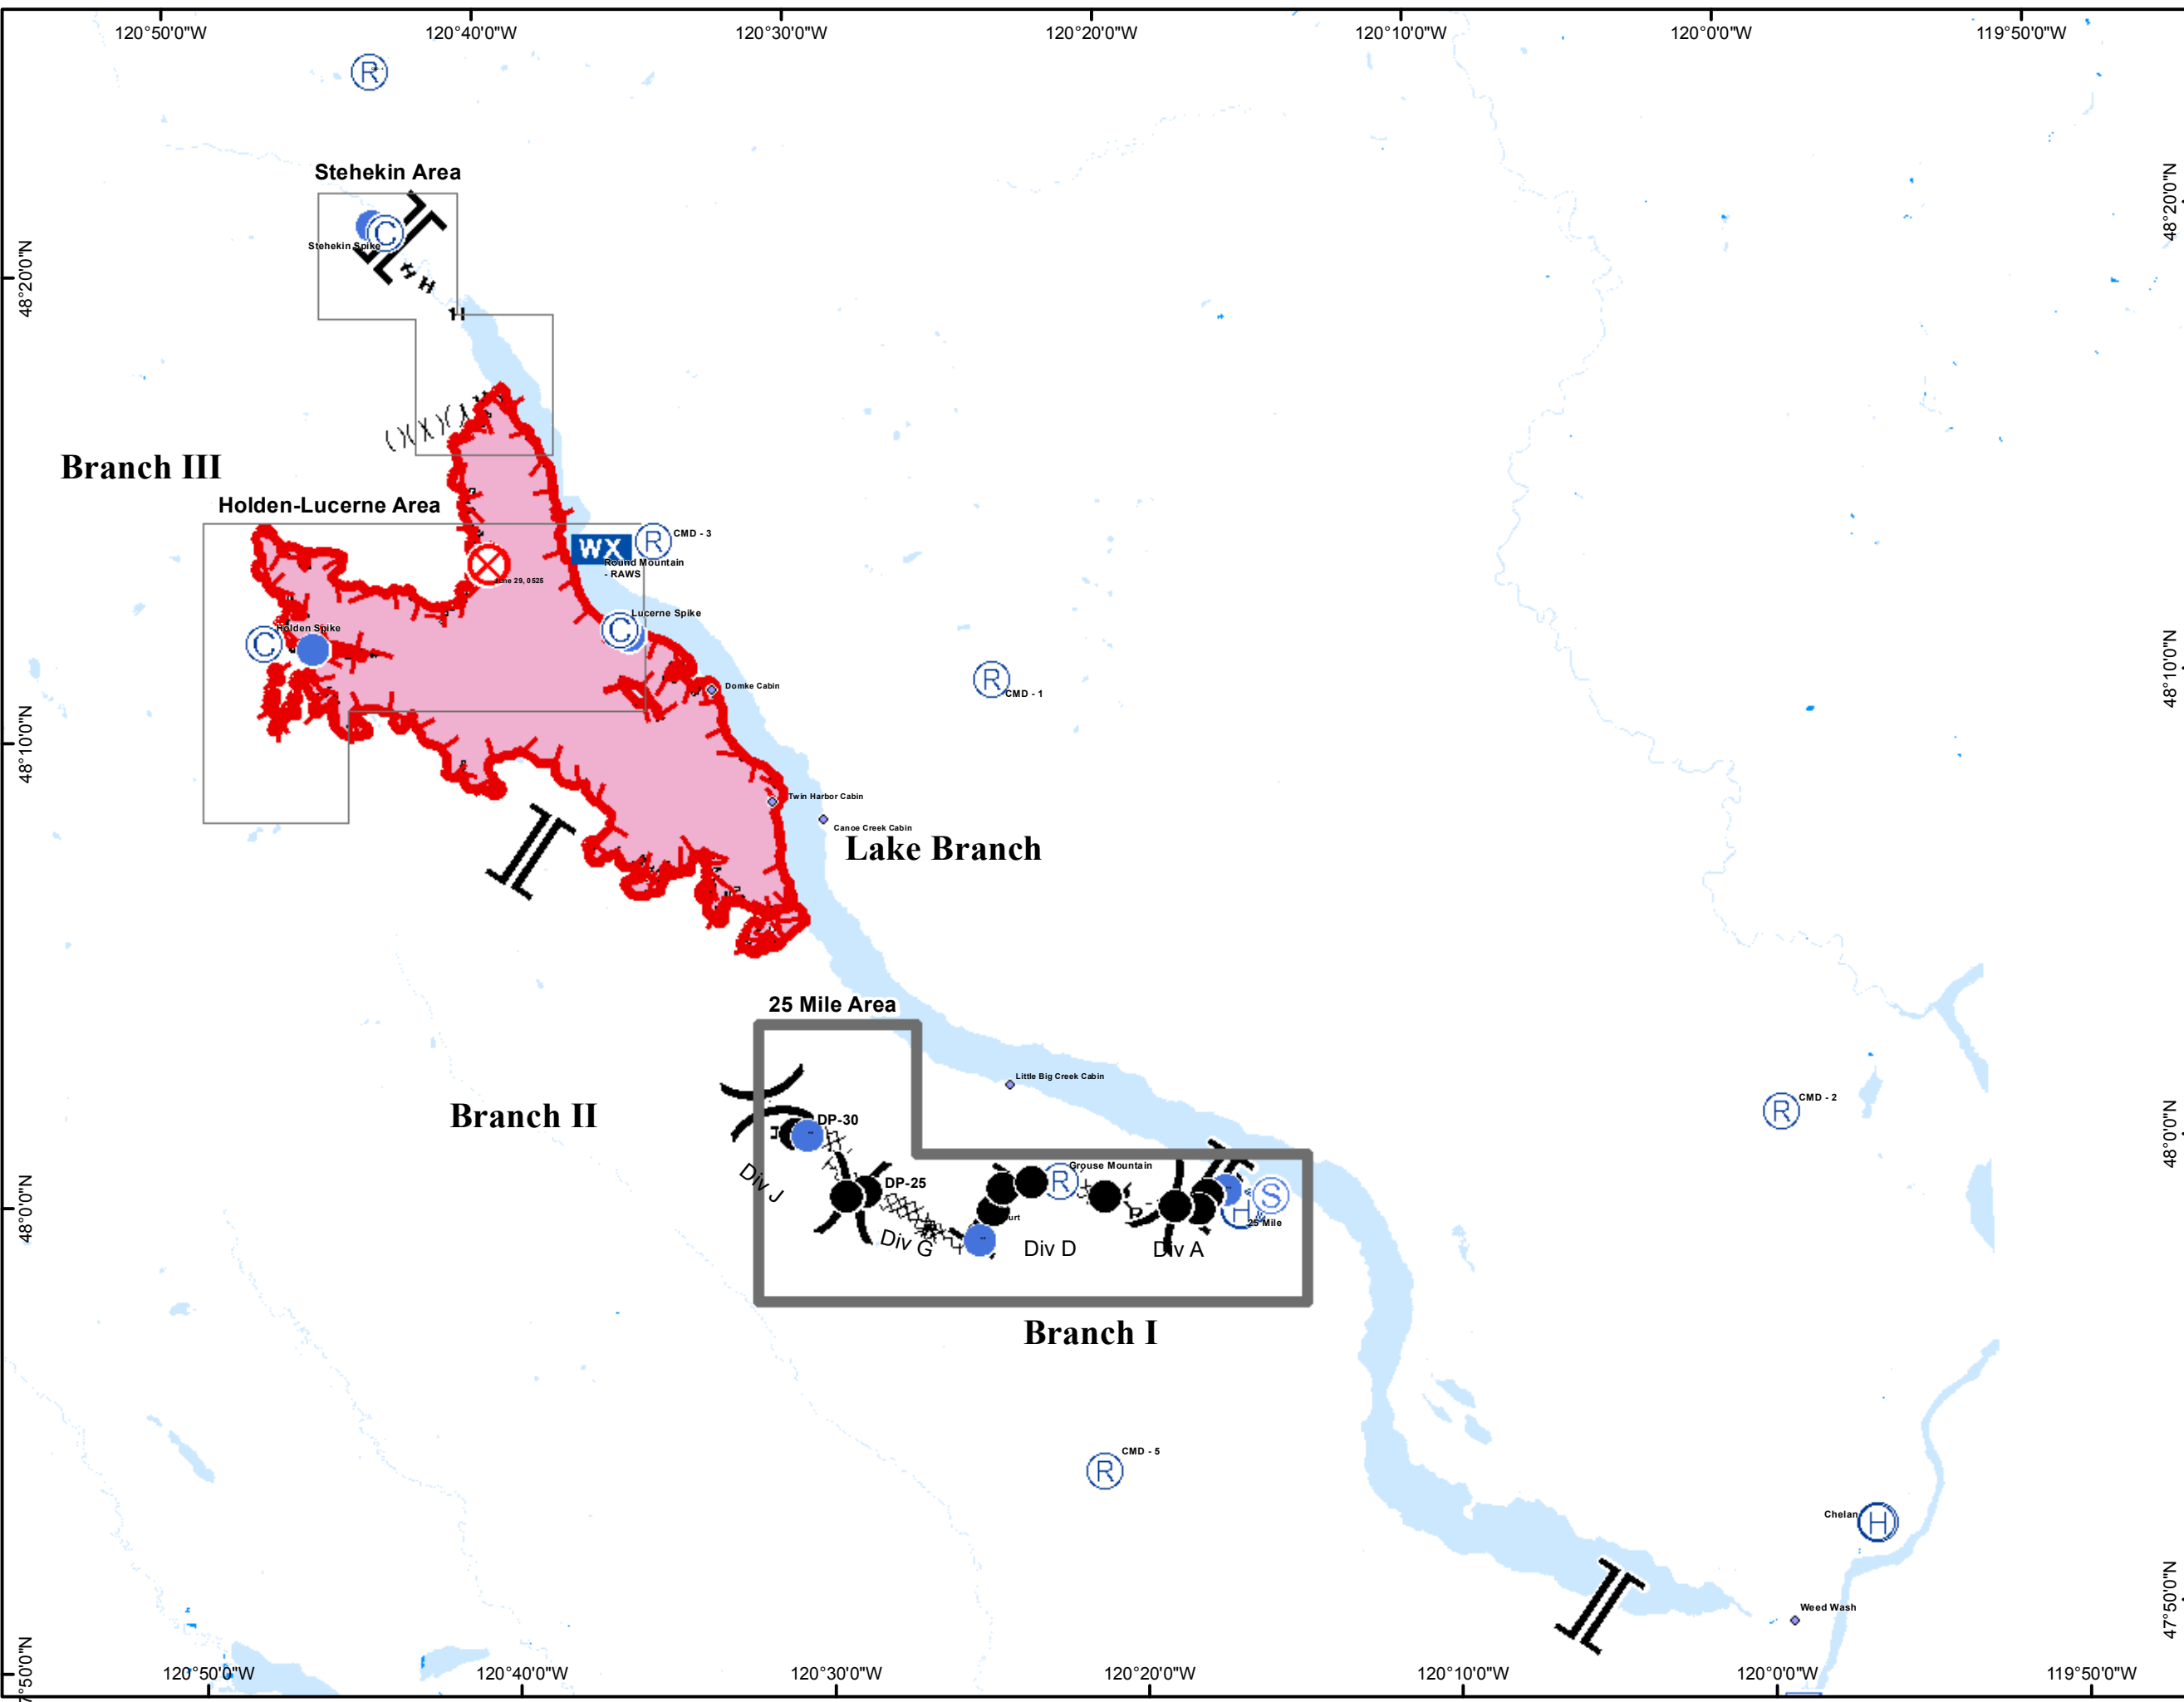 120°50'0"W
120°40'0"W
120°30'0"W
120°20'0"W
120°10'0"W
120°0'0"W
119°50'0"W
R
Stehekin Area
48°20'0"N
C
Stehekin Spike
48°20'0"N
H
H
H
Branch III
Holden-Lucerne Area
WX
R
CMD - 3
Round Mountain
- RAWS
June 29, 0525
Lucerne Spike
C
Holden Spike
C
48°10'0"N
R
CMD - 1
Domke Cabin
48°10'0"N
Twin Harbor Cabin
Canoe Creek Cabin
Lake Branch
25 Mile Area
Little Big Creek Cabin
R
CMD - 2
Branch II
DP-30
48°0'0"N
Div J
DP-25
Grouse Mountain
R
S
H
25 Mile
48°0'0"N
Div G
Div D
Div A
Branch I
CMD - 5
R
Chelan
H
Weed Wash
47°50'0"N
7°50'0"N
120°50'0"W
120°40'0"W
120°30'0"W
120°20'0"W
120°10'0"W
120°0'0"W
119°50'0"W